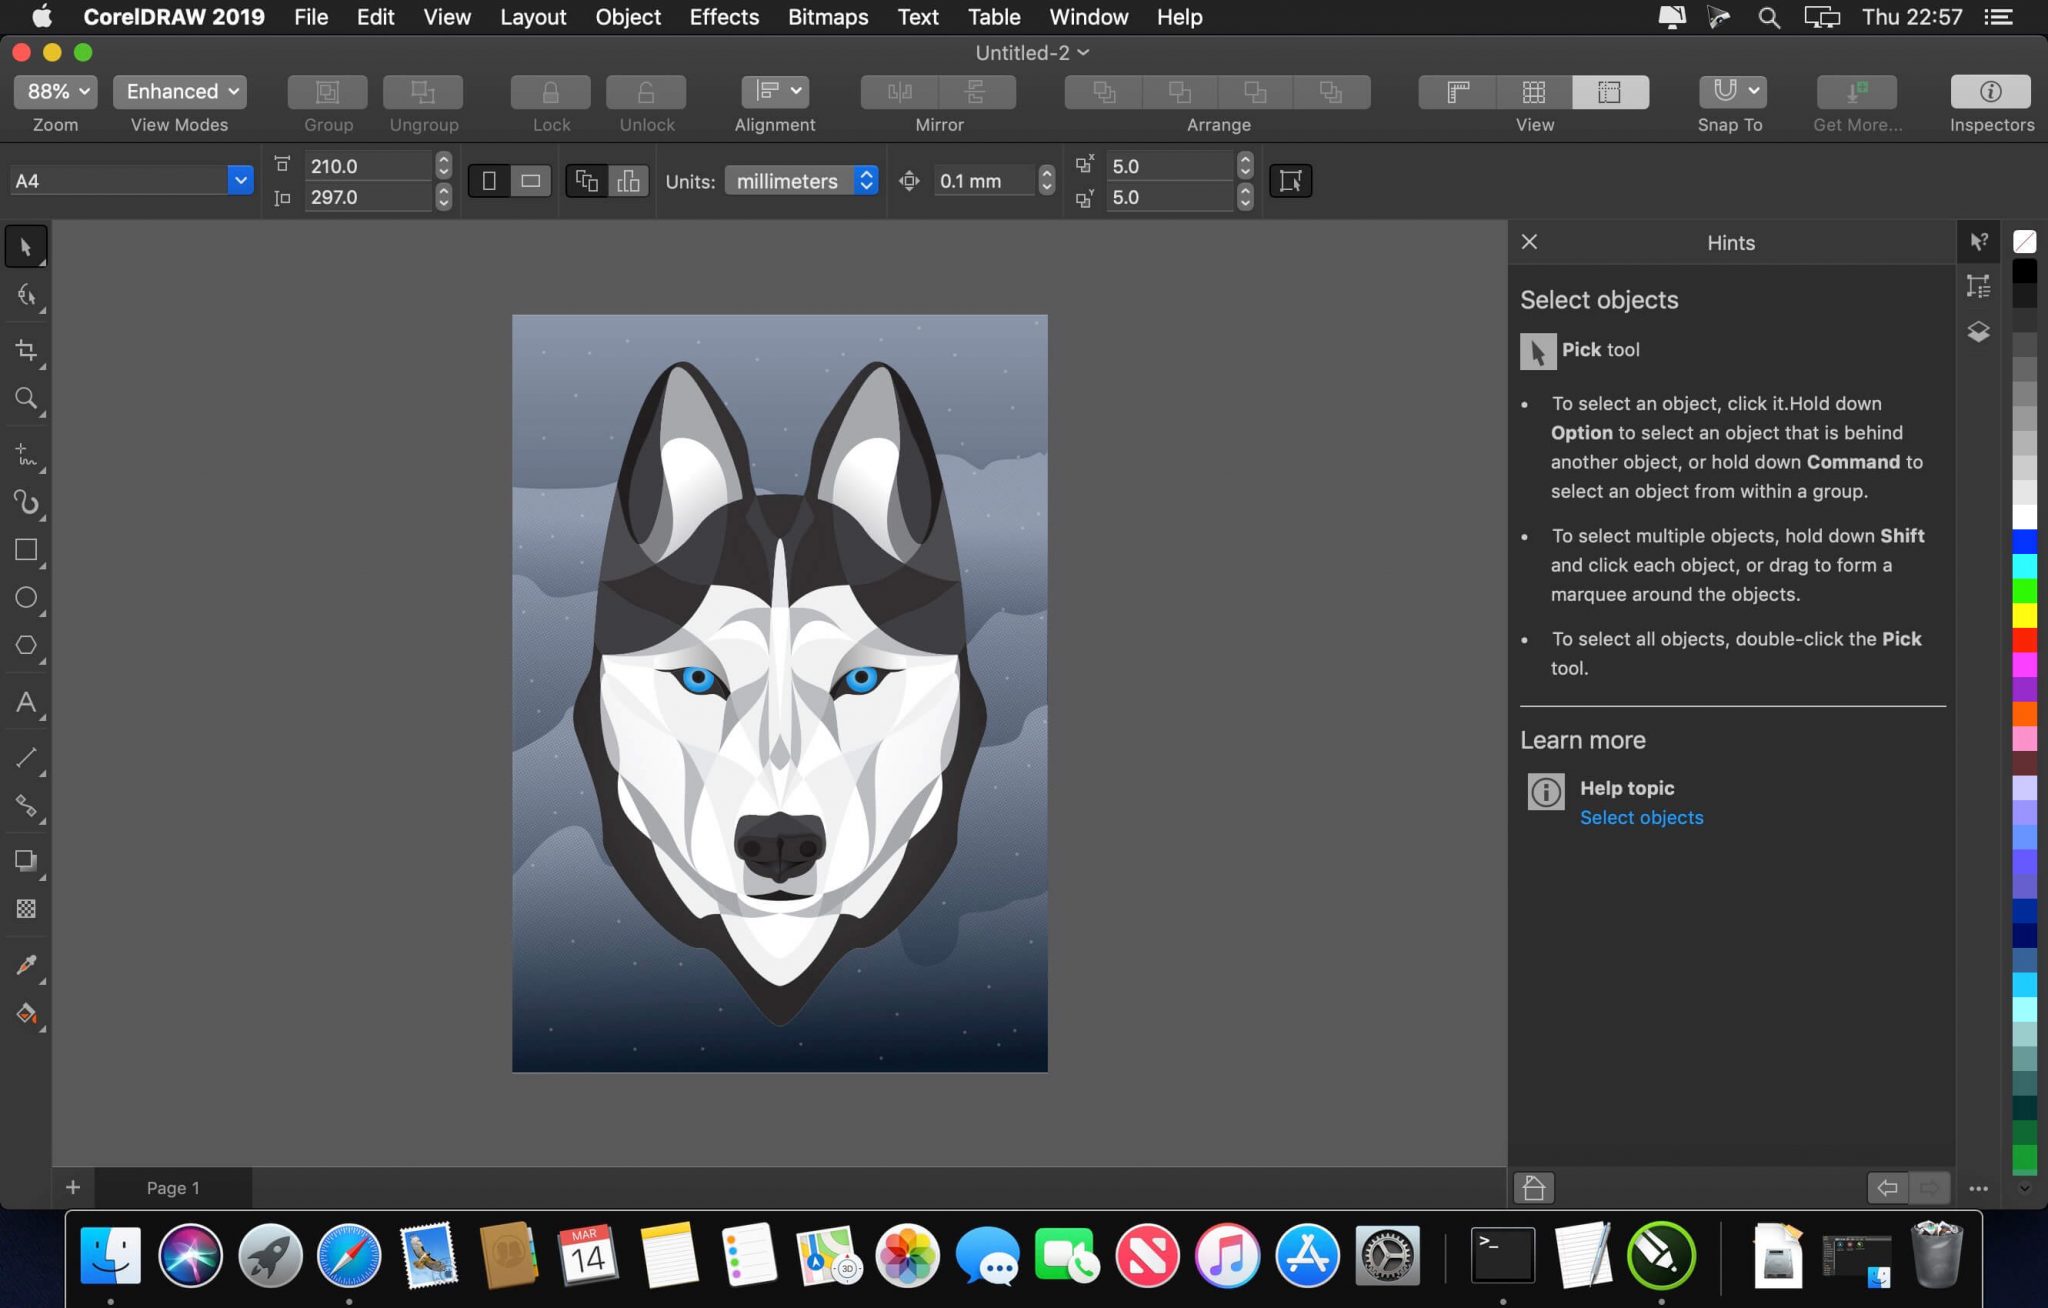 CorelDRAW 2019 File Edit View Layout Object Effects Bitmaps Text Table Window Help Thu 22:57
Untitled-2
88% Enhanced
Zoom View Modes Group Ungroup Lock Unlock Alignment Mirror Arrange View Snap To Get More... Inspectors
A4 210.0 Units: millimeters 0.1 mm 5.0
297.0 5.0
Hints
Select objects
Pick tool
• To select an object, click it.Hold down
Option to select an object that is behind
another object, or hold down Command to
select an object from within a group.
• To select multiple objects, hold down Shift
and click each object, or drag to form a
marquee around the objects.
• To select all objects, double-click the Pick
tool.
Learn more
Help topic
Select objects
A
Page 1
MAR
14
3D
>_